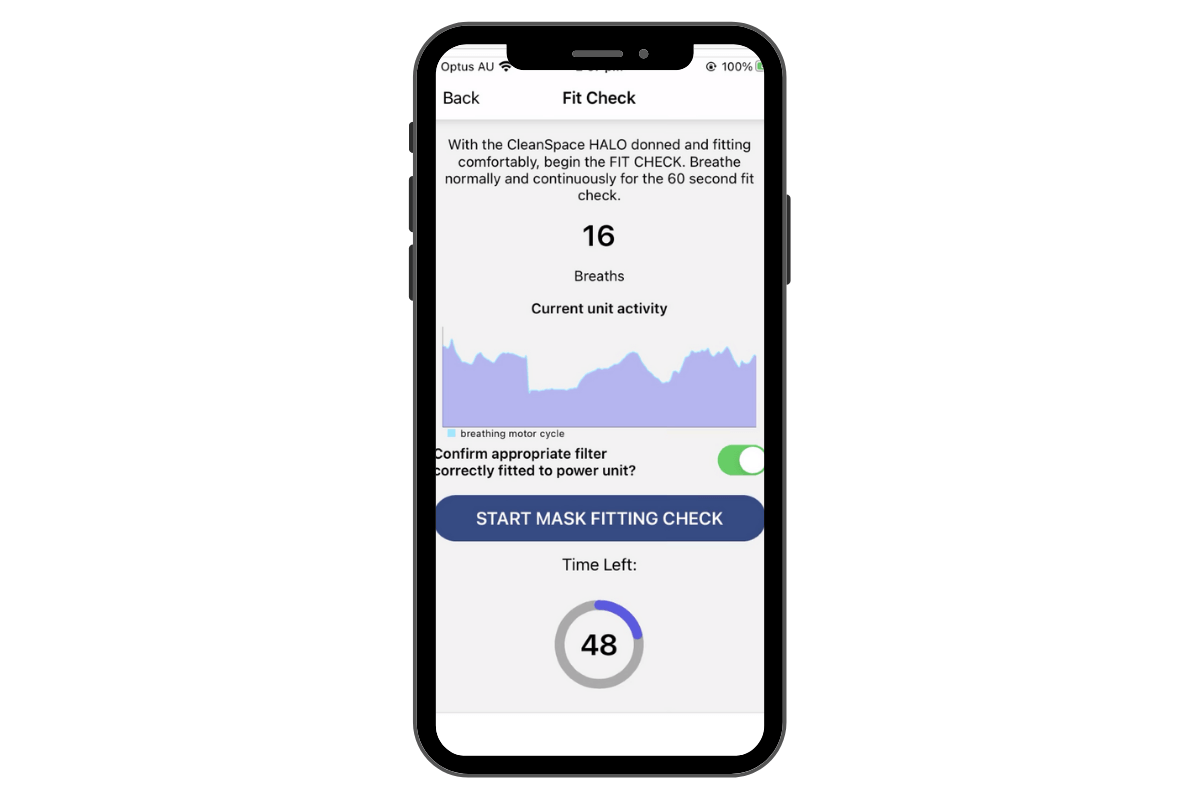 Optus AU
100%
Back
Fit Check
With the CleanSpace HALO donned and fitting
comfortably, begin the FIT CHECK. Breathe
normally and continuously for the 60 second fit
check.
16
Breaths
Current unit activity
breathing motor cycle
Confirm appropriate filter
correctly fitted to power unit?
START MASK FITTING CHECK
Time Left:
48